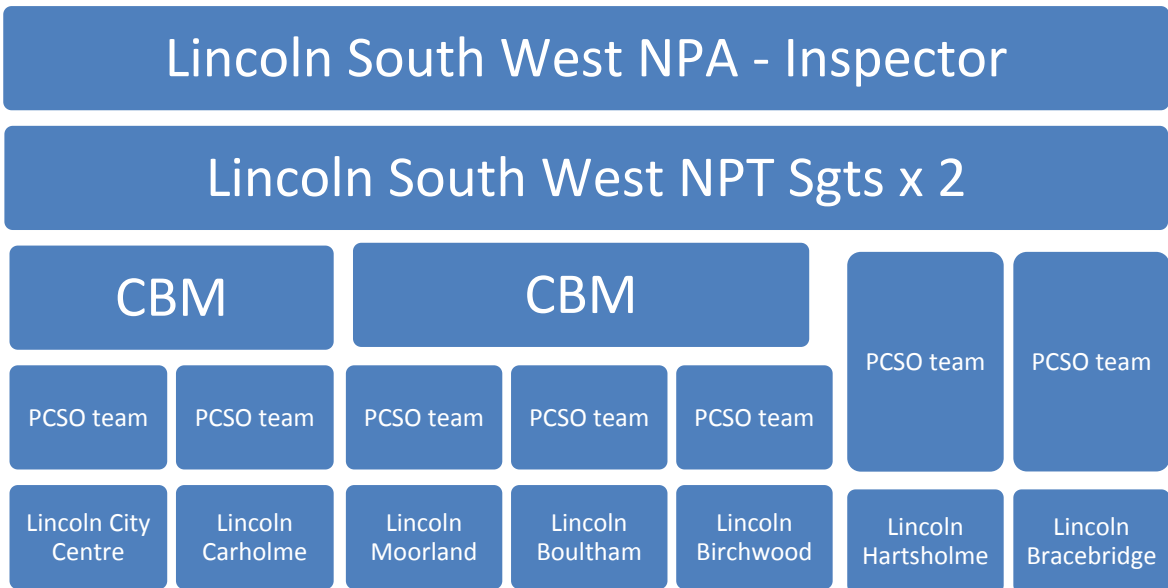 Lincoln South West NPA - Inspector
Lincoln South West NPT Sgts x 2
CBM
CBM
PCSO team
PCSO team
PCSO team
PCSO team
PCSO team
PCSO team
PCSO team
Lincoln City
Centre
Lincoln
Carholme
Lincoln
Moorland
Lincoln
Boultham
Lincoln
Birchwood
Lincoln
Hartsholme
Lincoln
Bracebridge